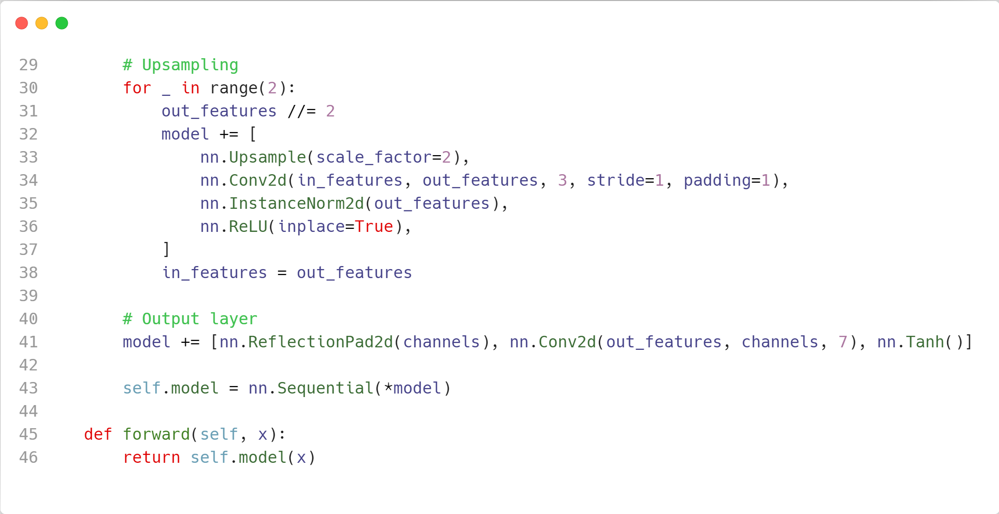 29 # Upsampling
30 for _ in range(2):
31 out_features //= 2
32 model += [
33 nn.Upsample(scale_factor=2),
34 nn.Conv2d(in_features, out_features, 3, stride=1, padding=1),
35 nn.InstanceNorm2d(out_features),
36 nn.ReLU(inplace=True),
37 ]
38 in_features = out_features
39
40 # Output layer
41 model += [nn.ReflectionPad2d(channels), nn.Conv2d(out_features, channels, 7), nn.Tanh()]
42
43 self.model = nn.Sequential(*model)
44
45 def forward(self, x):
46 return self.model(x)